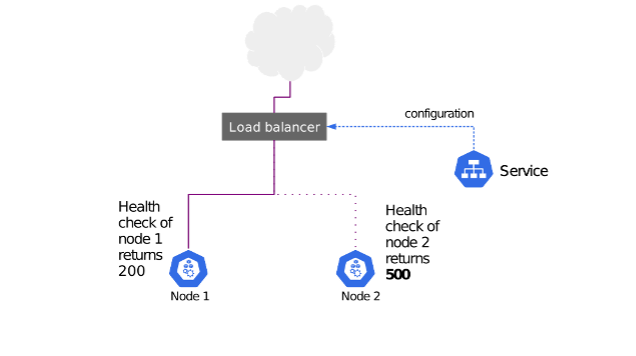 configuration
Load balancer
Service
Health
check of
node 1
returns
200
Health
check of
node 2
returns
500
Node 1
Node 2